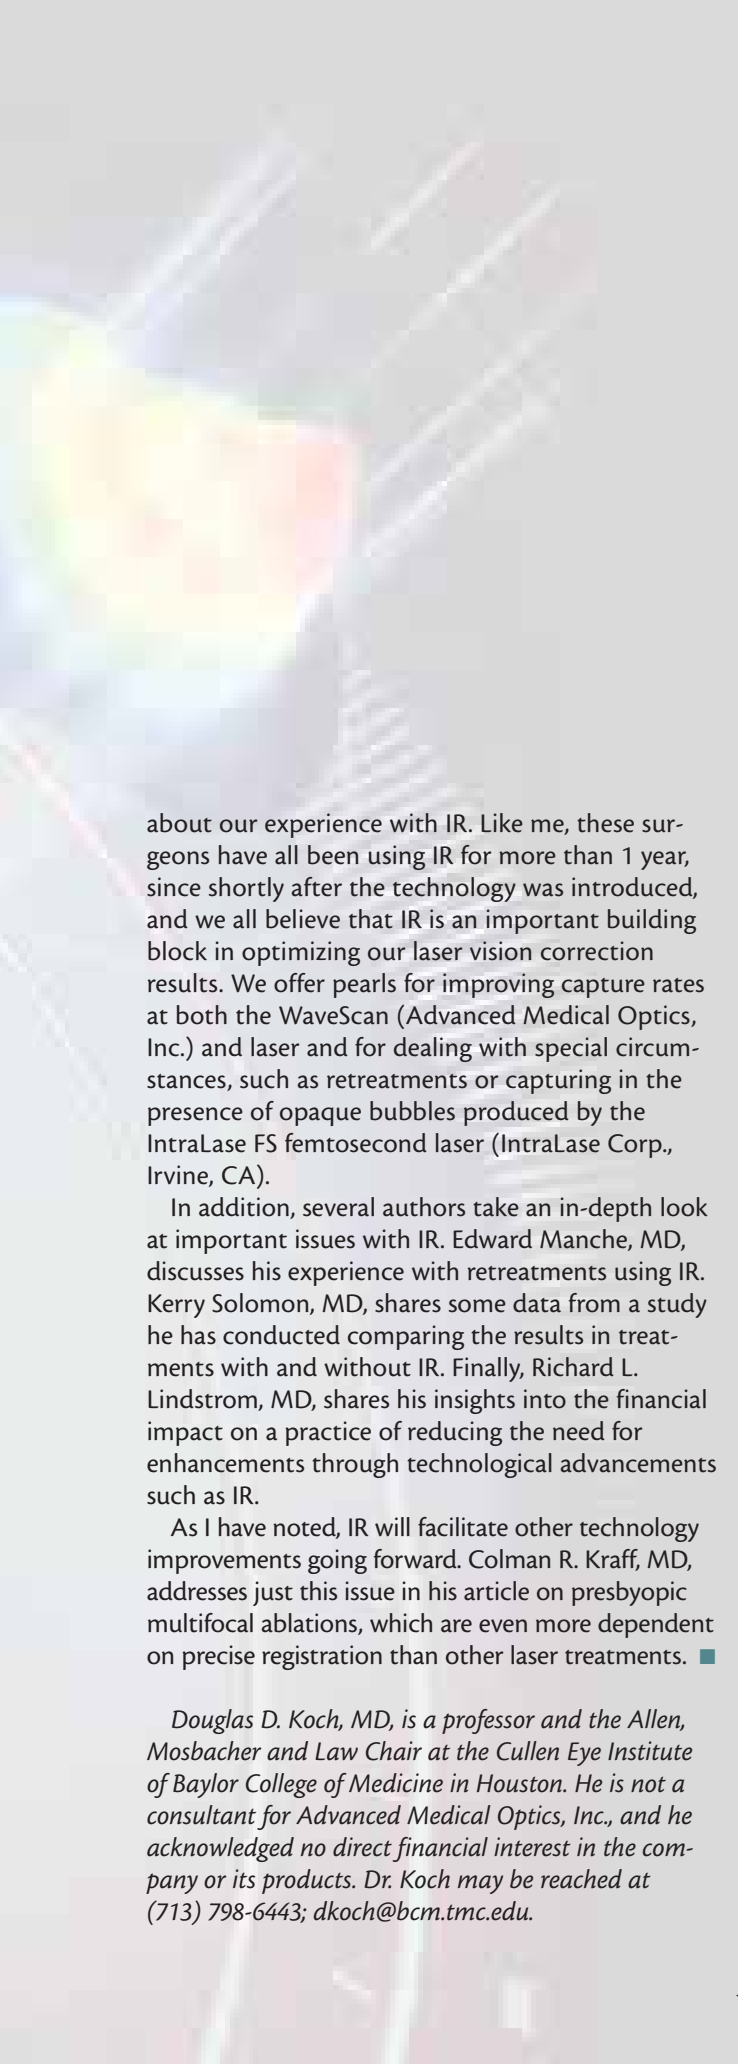 about our experience with IR. Like me, these sur-
geons have all been using IR for more than 1 year,
since shortly after the technology was introduced,
and we all believe that IR is an important building
block in optimizing our laser vision correction
results. We offer pearls for improving capture rates
at both the WaveScan (Advanced Medical Optics,
Inc.) and laser and for dealing with special circum-
stances, such as retreatments or capturing in the
presence of opaque bubbles produced by the
IntraLase FS femtosecond laser (IntraLase Corp.,
Irvine, CA).
In addition, several authors take an in-depth look
at important issues with IR. Edward Manche, MD,
discusses his experience with retreatments using IR.
Kerry Solomon, MD, shares some data from a study
he has conducted comparing the results in treat-
ments with and without IR. Finally, Richard L.
Lindstrom, MD, shares his insights into the financial
impact on a practice of reducing the need for
enhancements through technological advancements
such as IR.
As I have noted, IR will facilitate other technology
improvements going forward. Colman R. Kraff, MD,
addresses just this issue in his article on presbyopic
multifocal ablations, which are even more dependent
on precise registration than other laser treatments. ■
Douglas D. Koch, MD, is a professor and the Allen,
Mosbacher and Law Chair at the Cullen Eye Institute
of Baylor College of Medicine in Houston. He is not a
consultant for Advanced Medical Optics, Inc., and he
acknowledged no direct financial interest in the com-
pany or its products. Dr. Koch may be reached at
(713) 798-6443; dkoch@bcm.tmc.edu.